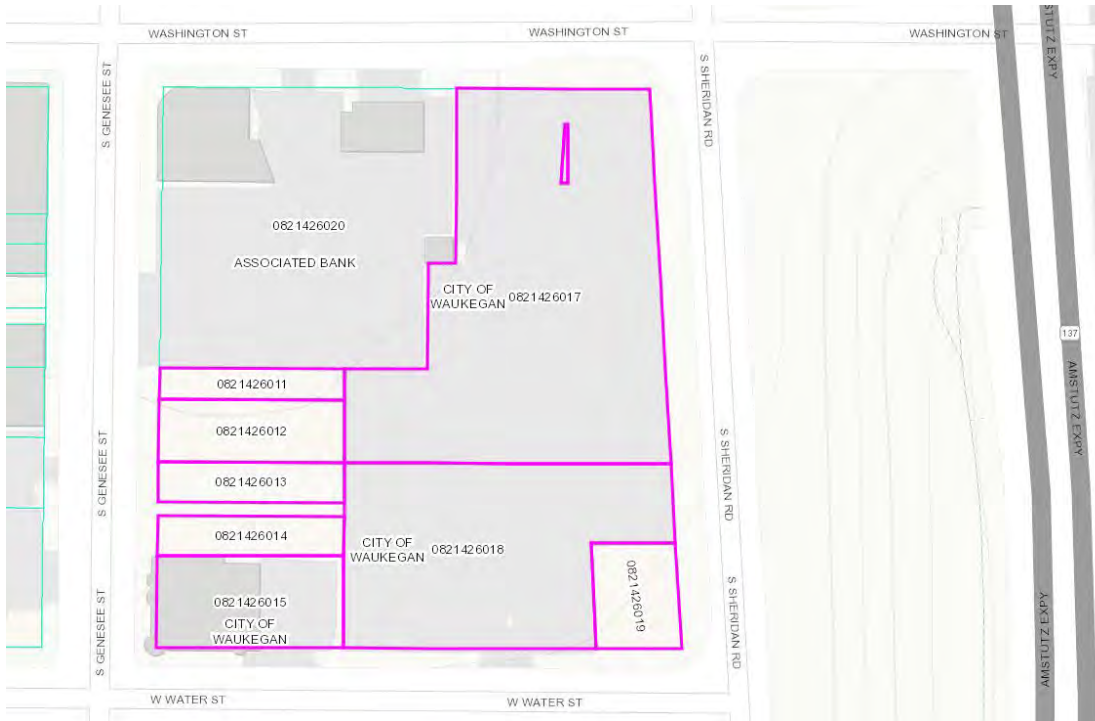 WASHINGTON ST
WASHINGTON ST
WASHINGTON ST
S GENESEE ST
S SHERIDAN RD
STUTZ EXPY
0821426020
ASSOCIATED BANK
CITY OF
WAUKEGAN
0821426017
137
0821426011
AMSTUTZ EXPY
0821426012
S GENESEE ST
S SHERIDAN RD
0821426013
0821426014
CITY OF
WAUKEGAN
0821426018
0821426015
CITY OF
WAUKEGAN
0821426019
S GENESEE ST
S SHERIDAN RD
AMSTUTZ EXPY
W WATER ST
W WATER ST